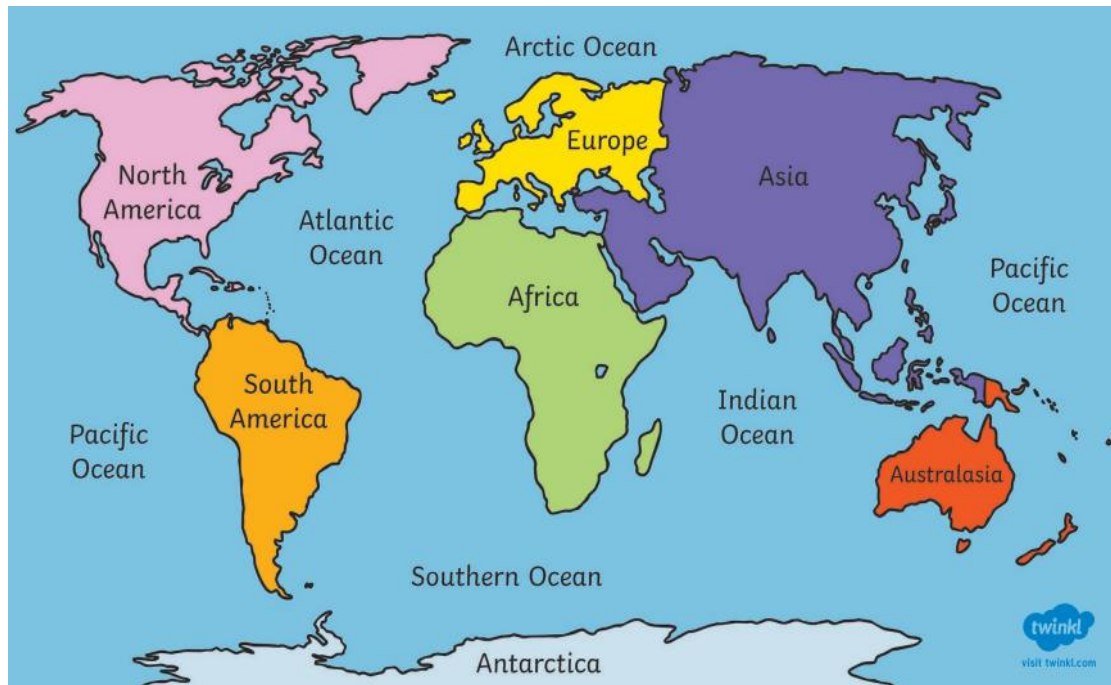 Arctic Ocean
North
America
Europe
Asia
Atlantic
Ocean
Pacific
Ocean
Africa
South
America
Indian
Ocean
Pacific
Ocean
Australasia
Southern Ocean
Antarctica
twinkl
visit twinkl.com